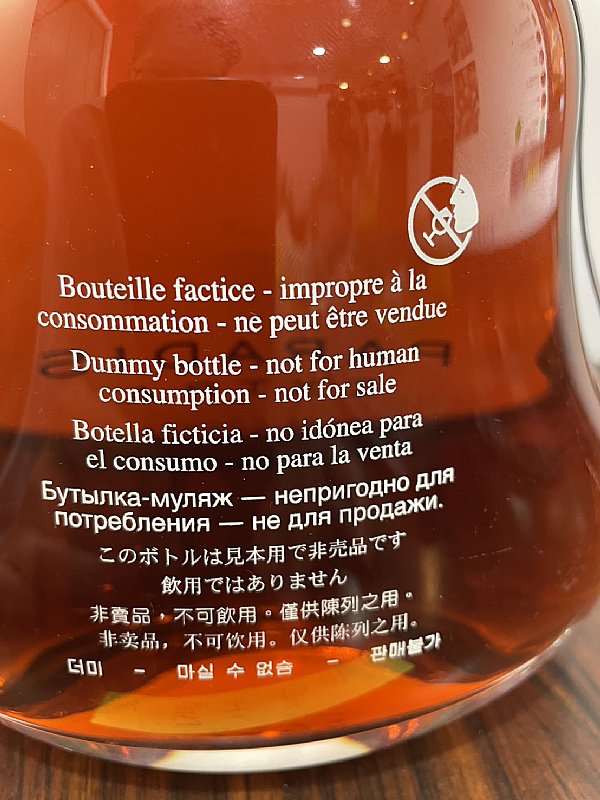 Bouteille factice - impropre à la
consommation - ne peut être vendue
Dummy bottle - not for human
consumption - not for sale
Botella ficticia - no idónea para
el consumo - no para la venta
Бутылка-муляж — непригодно для
потребления — не для продажи.
このボトルは見本用で非売品です
飲用ではありません
非賣品，不可飲用。僅供陳列之用。
非卖品，不可饮用。仅供陈列之用。
더미 – 마실 수 없슴 – 판매불가
PARADIS